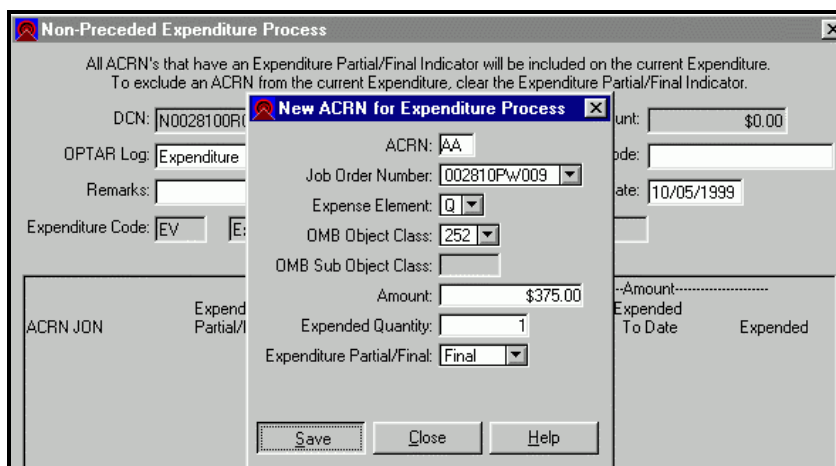 Non-Preceded Expenditure Process
All ACRN's that have an Expenditure Partial/Final Indicator will be included on the current Expenditure.
To exclude an ACRN from the current Expenditure, clear the Expenditure Partial/Final Indicator.
DCN: N0028100R
unt: $0.00
OPTAR Log: Expenditure
ode:
Remarks:
ate: 10/05/1999
Expenditure Code: EV
New ACRN for Expenditure Process
ACRN: AA
Job Order Number: 002810PW009
Expense Element: Q
OMB Object Class: 252
OMB Sub Object Class:
Amount: $375.00
Expended Quantity: 1
Expenditure Partial/Final: Final
Save Close Help
--Amount--------------------
Expend Expended
ACRN JON Partial/ To Date Expended